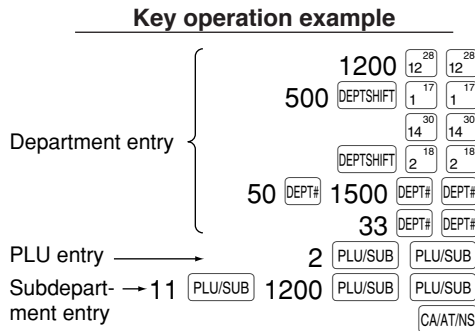 Key operation example
1200 12 28 12 28
500 DEPTSHIFT 1 17 1 17
14 30 14 30
Department entry
DEPTSHIFT 2 18 2 18
50 DEPT# 1500 DEPT# DEPT#
33 DEPT# DEPT#
PLU entry 2 PLU/SUB PLU/SUB
Subdepart- 11 PLU/SUB 1200 PLU/SUB PLU/SUB
ment entry
CA/AT/NS